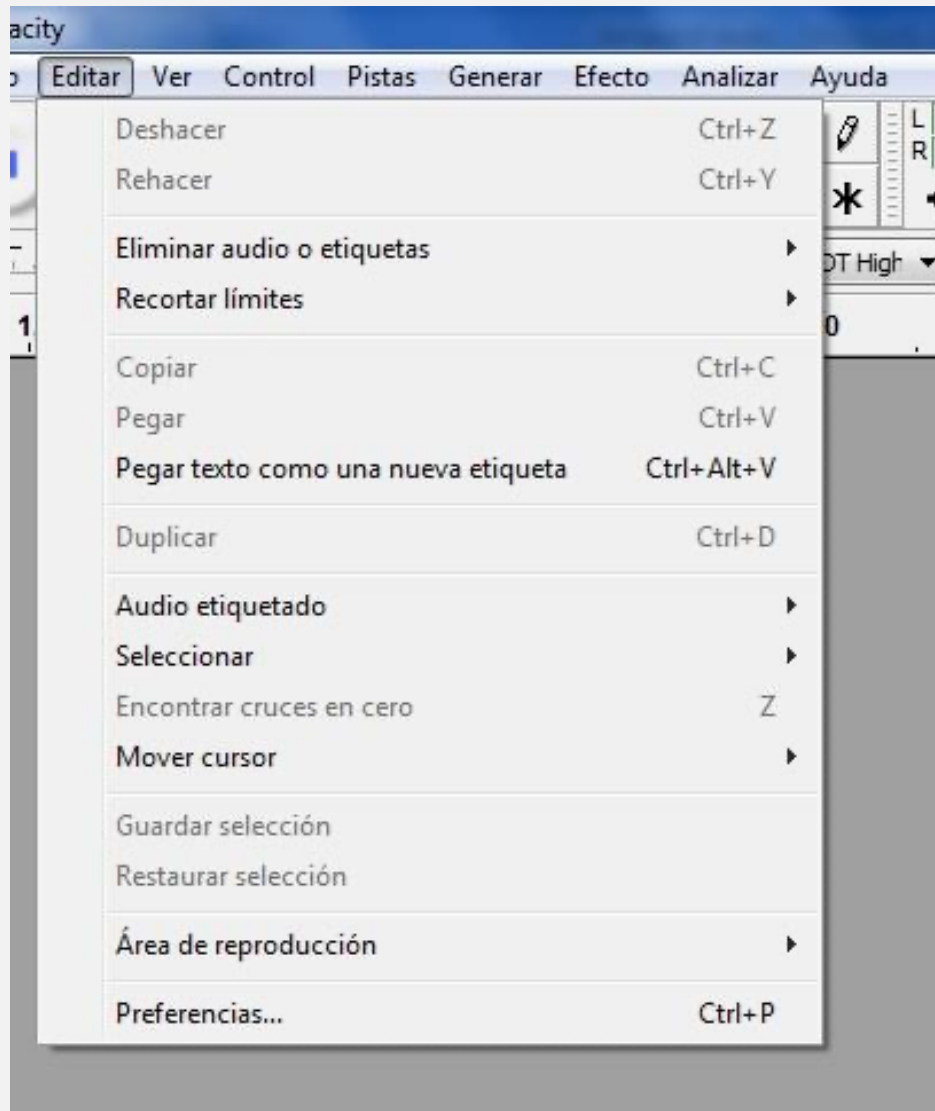 acity
Editar Ver Control Pistas Generar Efecto Analizar Ayuda
Deshacer Ctrl+Z
Rehacer Ctrl+Y
L
R
Eliminar audio o etiquetas
Recortar límites
DT High
1 0
Copiar Ctrl+C
Pegar Ctrl+V
Pegar texto como una nueva etiqueta Ctrl+Alt+V
Duplicar Ctrl+D
Audio etiquetado
Seleccionar
Encontrar cruces en cero Z
Mover cursor
Guardar selección
Restaurar selección
Área de reproducción
Preferencias... Ctrl+P